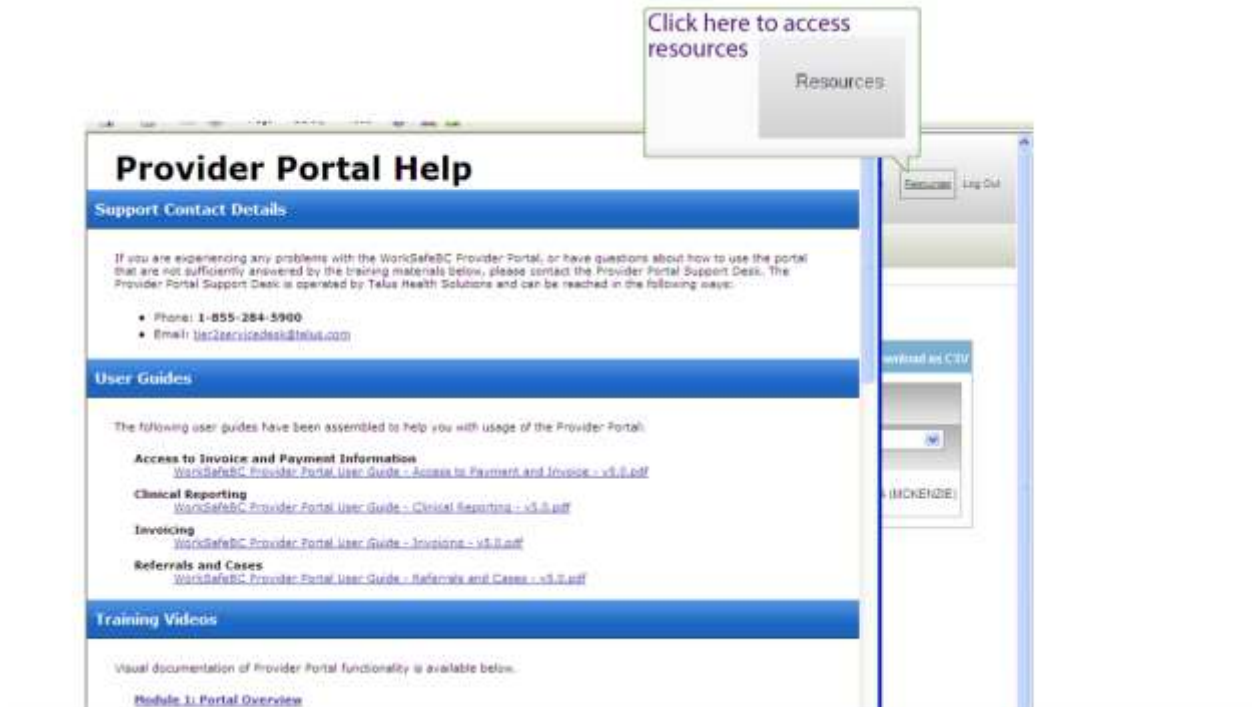 Click here to access
resources
Resources
Provider Portal Help
Resources Log Out
Support Contact Details
If you are experiencing any problems with the WorkSafeBC Provider Portal, or have questions about how to use the portal
that are not sufficiently answered by the training materials below, please contact the Provider Portal Support Desk. The
Provider Portal Support Desk is operated by Telus Health Solutions and can be reached in the following ways:
• Phone: 1-855-284-5900
• Email: tier2servicedesk@telus.com
as CSV
User Guides
The following user guides have been assembled to help you with usage of the Provider Portal:
Access to Invoice and Payment Information
WorkSafeBC Provider Portal User Guide - Access to Payment and Invoice - v5.0.pdf
Clinical Reporting
WorkSafeBC Provider Portal User Guide - Clinical Reporting - v5.0.pdf
(MCKENZIE)
Invoicing
WorkSafeBC Provider Portal User Guide - Invoicing - v5.0.pdf
Referrals and Cases
WorkSafeBC Provider Portal User Guide - Referrals and Cases - v5.0.pdf
Training Videos
Visual documentation of Provider Portal functionality is available below.
Module 1: Portal Overview